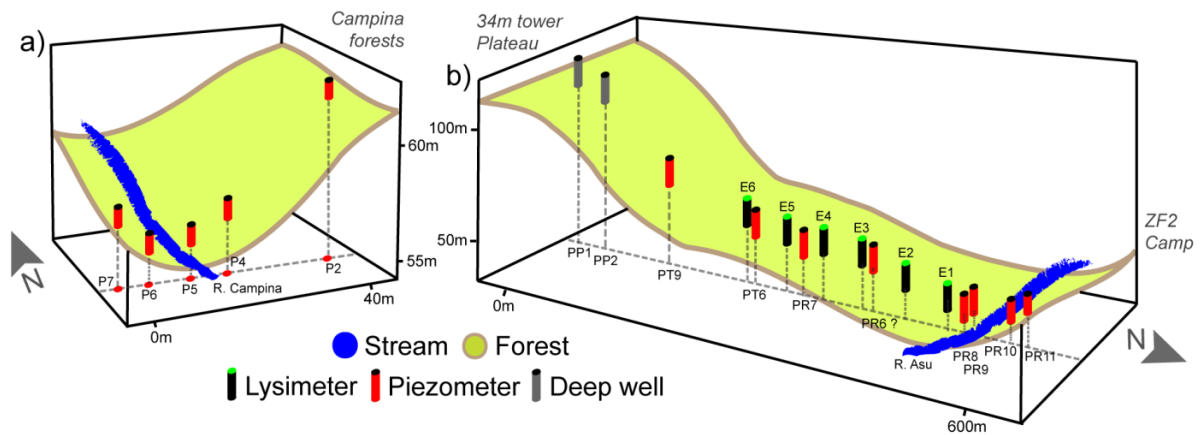 a)
Campina
forests
60m
55m
P7
P6
P5
P4
P2
R. Campina
0m
40m
N
b)
34m tower
Plateau
100m
50m
0m
PP1
PP2
PT9
E6
PT6
E5
PR7
E4
E3
PR6 ?
E2
E1
R. Asu
PR8
PR9
PR10
PR11
600m
ZF2
Camp
N
Stream
Forest
Lysimeter
Piezometer
Deep well